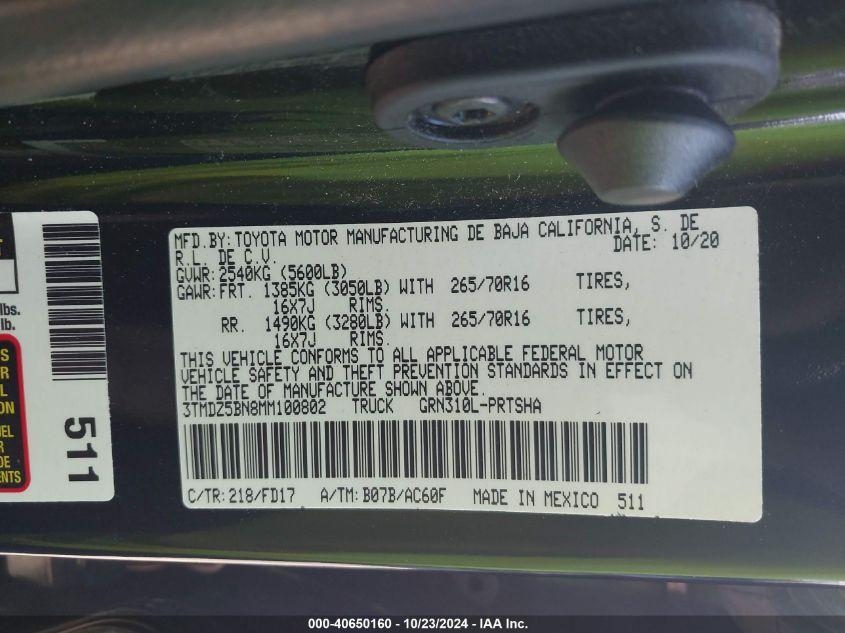 MFD.BY: TOYOTA MOTOR MANUFACTURING DE BAJA CALIFORNIA, S. DE
R.L. DE C.V. DATE: 10/20
GVWR: 2540KG (5600LB)
GAWR: FRT. 1385KG (3050LB) WITH 265/70R16 TIRES,
16X7J RIMS.
RR. 1490KG (3280LB) WITH 265/70R16 TIRES,
16X7J RIMS.
THIS VEHICLE CONFORMS TO ALL APPLICABLE FEDERAL MOTOR
VEHICLE SAFETY AND THEFT PREVENTION STANDARDS IN EFFECT ON
THE DATE OF MANUFACTURE SHOWN ABOVE.
3TMDZ5BN8MM100802 TRUCK GRN310L-PRTSHA
C/TR: 218/FD17 A/TM: B07B/AC60F MADE IN MEXICO 511
lbs.
lb.
511
000-40650160 - 10/23/2024 - IAA Inc.